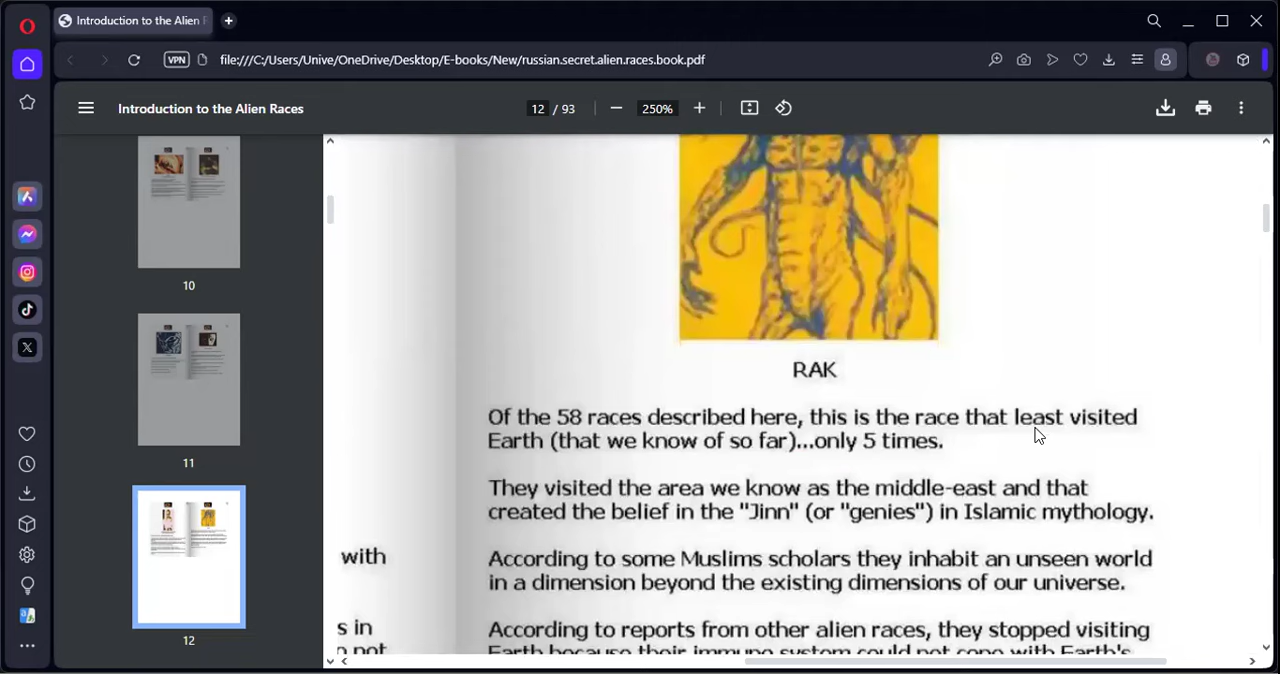 Introduction to the Alien R
VPN
file:///C:/Users/Unive/OneDrive/Desktop/E-books/New/russian.secret.alien.races.book.pdf
Introduction to the Alien Races
12 / 93
250%
10
11
12
RAK
Of the 58 races described here, this is the race that least visited
Earth (that we know of so far)...only 5 times.
They visited the area we know as the middle-east and that
created the belief in the "Jinn" (or "genies") in Islamic mythology.
with
According to some Muslims scholars they inhabit an unseen world
in a dimension beyond the existing dimensions of our universe.
s in
According to reports from other alien races, they stopped visiting
not
Earth because their immune system could not cope with Earth's